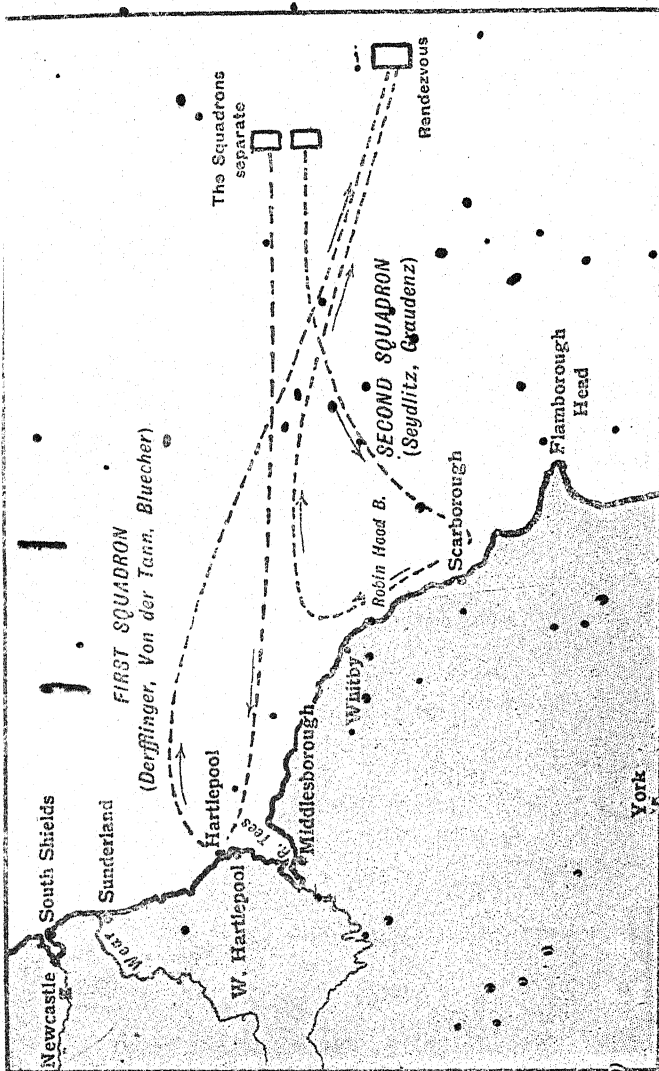 Newcastle
South Shields
Sunderland
Wear
Hartlepool
W. Hartlepool
R. Tees
Middlesborough
Whitby
Robin Hood B.
Scarborough
Flamborough
Head
York
FIRST SQUADRON
(Derfflinger, Von der Tann, Bluecher)
SECOND SQUADRON
(Seydlitz, Graudenz)
The Squadrons
separate
Rendezvous